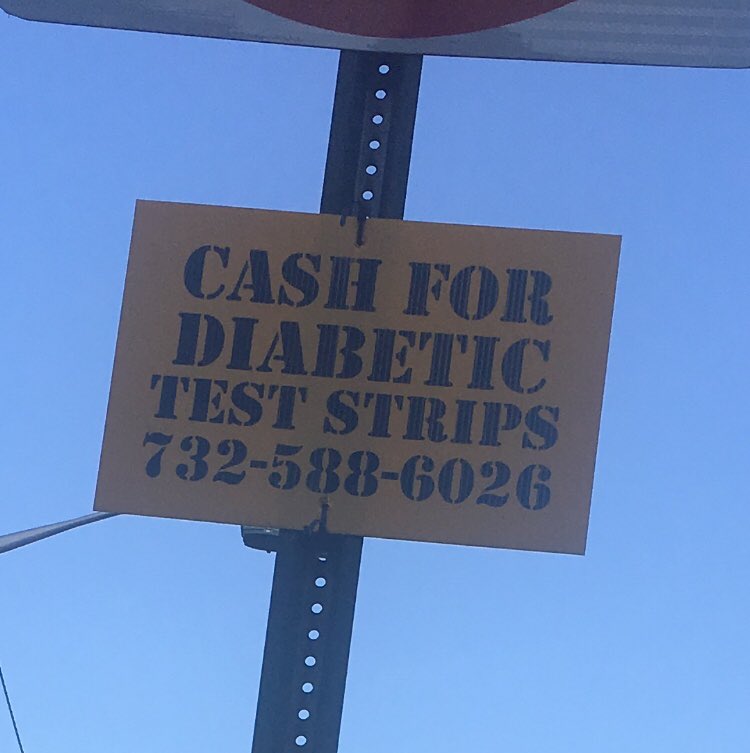 CASH FOR
DIABETIC
TEST STRIPS
732-588-6026